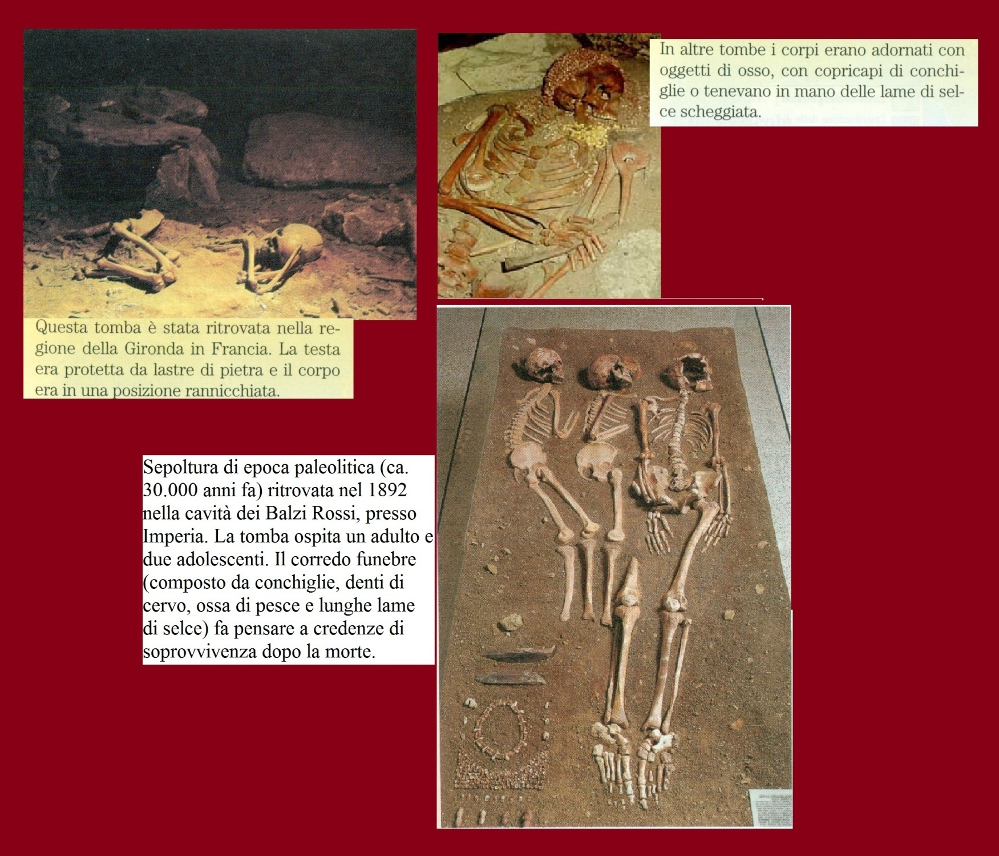 In altre tombe i corpi erano adornati con
oggetti di osso, con copricapi di conchi-
glie o tenevano in mano delle lame di sel-
ce scheggiata.
Questa tomba è stata ritrovata nella re-
gione della Gironda in Francia. La testa
era protetta da lastre di pietra e il corpo
era in una posizione rannicchiata.
Sepoltura di epoca paleolitica (ca.
30.000 anni fa) ritrovata nel 1892
nella cavità dei Balzi Rossi, presso
Imperia. La tomba ospita un adulto e
due adolescenti. Il corredo funebre
(composto da conchiglie, denti di
cervo, ossa di pesce e lunghe lame
di selce) fa pensare a credenze di
soprovvivenza dopo la morte.